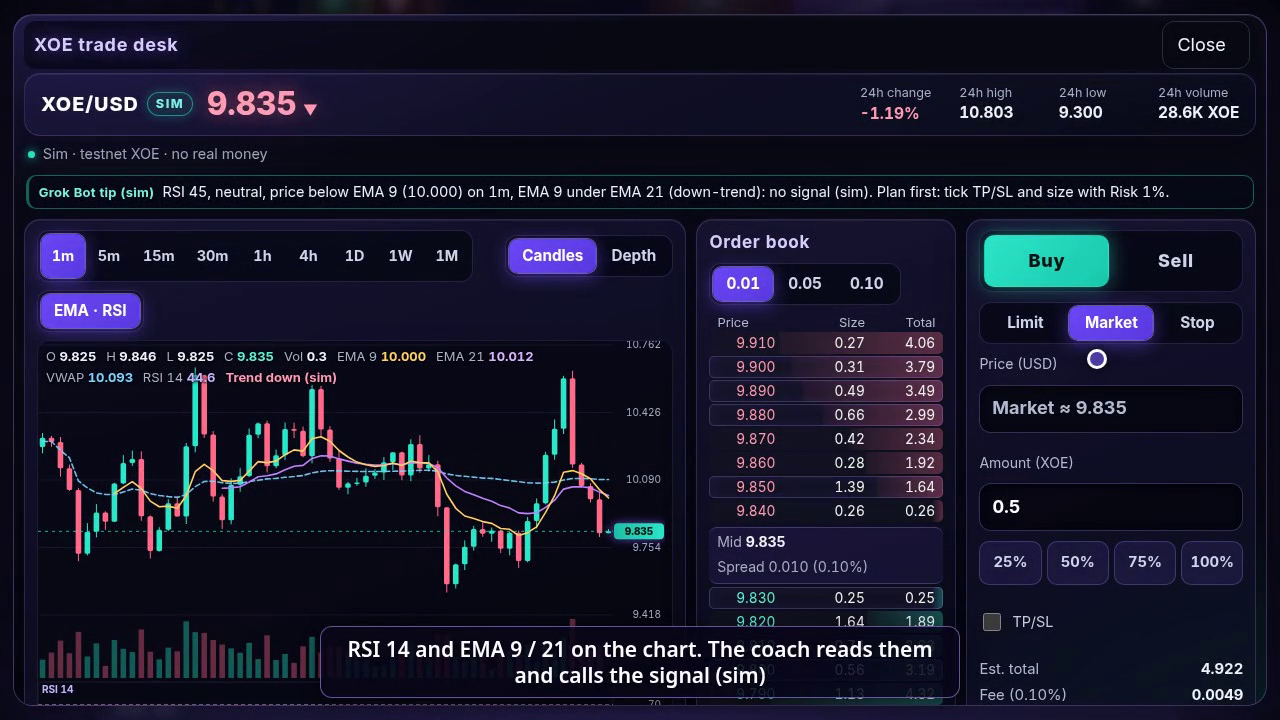 XOE trade desk
Close
XOE/USD SIM 9.835 ▼
24h change 24h high 24h low 24h volume
-1.19% 10.803 9.300 28.6K XOE
Sim · testnet XOE · no real money
Grok Bot tip (sim) RSI 45, neutral, price below EMA 9 (10.000) on 1m, EMA 9 under EMA 21 (down-trend): no signal (sim). Plan first: tick TP/SL and size with Risk 1%.
1m 5m 15m 30m 1h 4h 1D 1W 1M
Candles Depth
EMA · RSI
O 9.825 H 9.846 L 9.825 C 9.835 Vol 0.3 EMA 9 10.000 EMA 21 10.012
VWAP 10.093 RSI 14 44.6 Trend down (sim)
10.762
10.426
10.090
9.835
9.754
9.418
RSI 14
70
Order book
0.01 0.05 0.10
Price Size Total
9.910 0.27 4.06
9.900 0.31 3.79
9.890 0.49 3.49
9.880 0.66 2.99
9.870 0.42 2.34
9.860 0.28 1.92
9.850 1.39 1.64
9.840 0.26 0.26
Mid 9.835
Spread 0.010 (0.10%)
9.830 0.25 0.25
9.820 1.64 1.89
0.56 3.19
9.790 1.13 4.32
Buy Sell
Limit Market Stop
Price (USD)
Market ≈ 9.835
Amount (XOE)
0.5
25% 50% 75% 100%
TP/SL
Est. total 4.922
Fee (0.10%) 0.0049
RSI 14 and EMA 9 / 21 on the chart. The coach reads them
and calls the signal (sim)